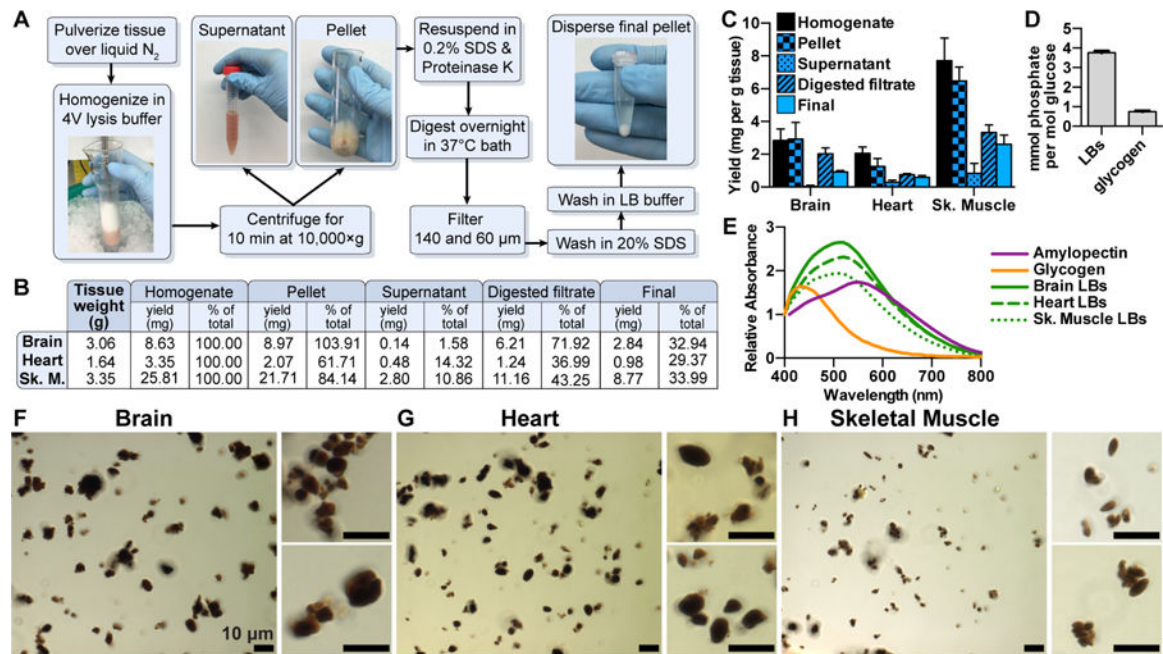 A
Pulverize tissue
over liquid N2
Homogenize in
4V lysis buffer
Supernatant
Pellet
Centrifuge for
10 min at 10,000×g
Resuspend in
0.2% SDS &
Proteinase K
Digest overnight
in 37°C bath
Filter
140 and 60 µm
Wash in 20% SDS
Wash in LB buffer
Disperse final pellet
B
Tissue weight (g) Homogenate Pellet Supernatant Digested filtrate Final
yield (mg) % of total yield (mg) % of total yield (mg) % of total yield (mg) % of total yield (mg) % of total
Brain 3.06 8.63 100.00 8.97 103.91 0.14 1.58 6.21 71.92 2.84 32.94
Heart 1.64 3.35 100.00 2.07 61.71 0.48 14.32 1.24 36.99 0.98 29.37
Sk. M. 3.35 25.81 100.00 21.71 84.14 2.80 10.86 11.16 43.25 8.77 33.99
C
Yield (mg per g tissue)
10
8
6
4
2
0
Homogenate
Pellet
Supernatant
Digested filtrate
Final
Brain Heart Sk. Muscle
D
mmol phosphate
per mol glucose
5
4
3
2
1
0
LBs
glycogen
E
Relative Absorbance
3
2
1
0
400 500 600 700 800
Wavelength (nm)
Amylopectin
Glycogen
Brain LBs
Heart LBs
Sk. Muscle LBs
F Brain
10 µm
G Heart
H Skeletal Muscle